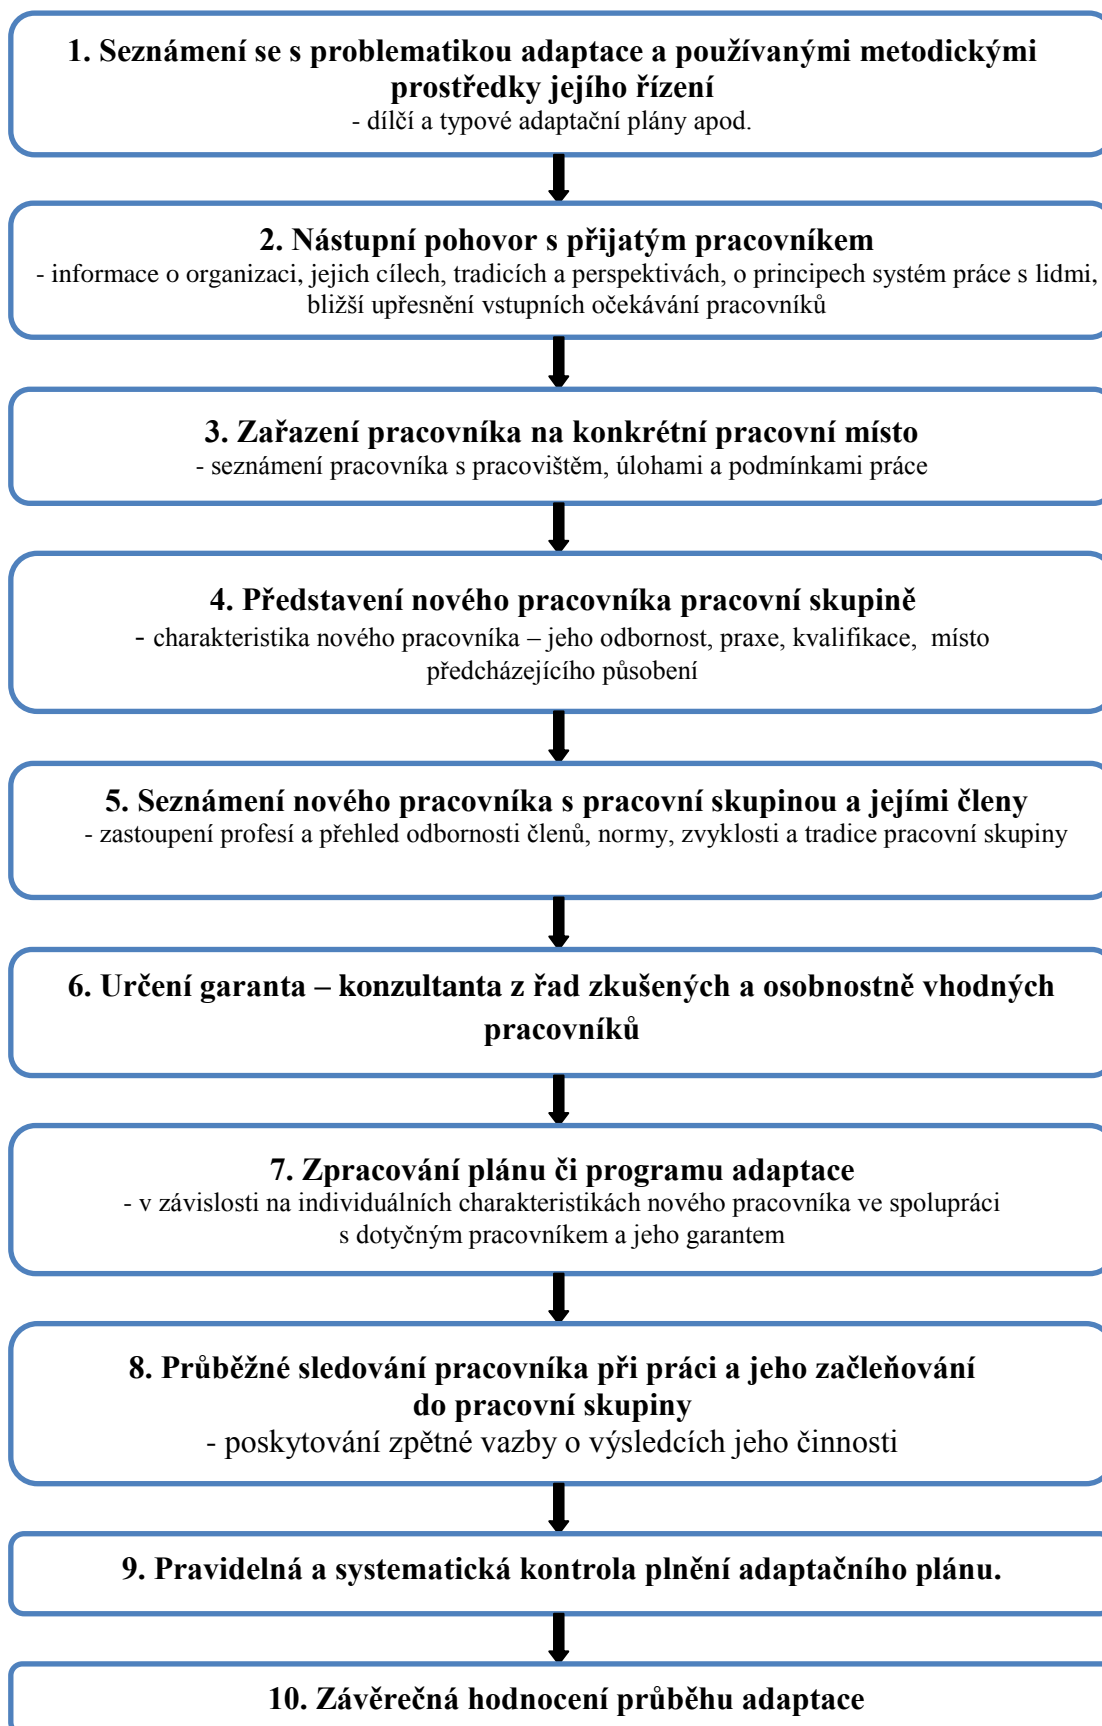 1. Seznámení se s problematikou adaptace a používanými metodickými
prostředky jejího řízení
- dílčí a typové adaptační plány apod.
2. Nástupní pohovor s přijatým pracovníkem
- informace o organizaci, jejich cílech, tradicích a perspektivách, o principech systém práce s lidmi,
bližší upřesnění vstupních očekávání pracovníků
3. Zařazení pracovníka na konkrétní pracovní místo
- seznámení pracovníka s pracovištěm, úlohami a podmínkami práce
4. Představení nového pracovníka pracovní skupině
- charakteristika nového pracovníka – jeho odbornost, praxe, kvalifikace, místo
předcházejícího působení
5. Seznámení nového pracovníka s pracovní skupinou a jejími členy
- zastoupení profesí a přehled odbornosti členů, normy, zvyklosti a tradice pracovní skupiny
6. Určení garanta – konzultanta z řad zkušených a osobnostně vhodných
pracovníků
7. Zpracování plánu či programu adaptace
- v závislosti na individuálních charakteristikách nového pracovníka ve spolupráci
s dotyčným pracovníkem a jeho garantem
8. Průběžné sledování pracovníka při práci a jeho začleňování
do pracovní skupiny
- poskytování zpětné vazby o výsledcích jeho činnosti
9. Pravidelná a systematická kontrola plnění adaptačního plánu.
10. Závěrečná hodnocení průběhu adaptace